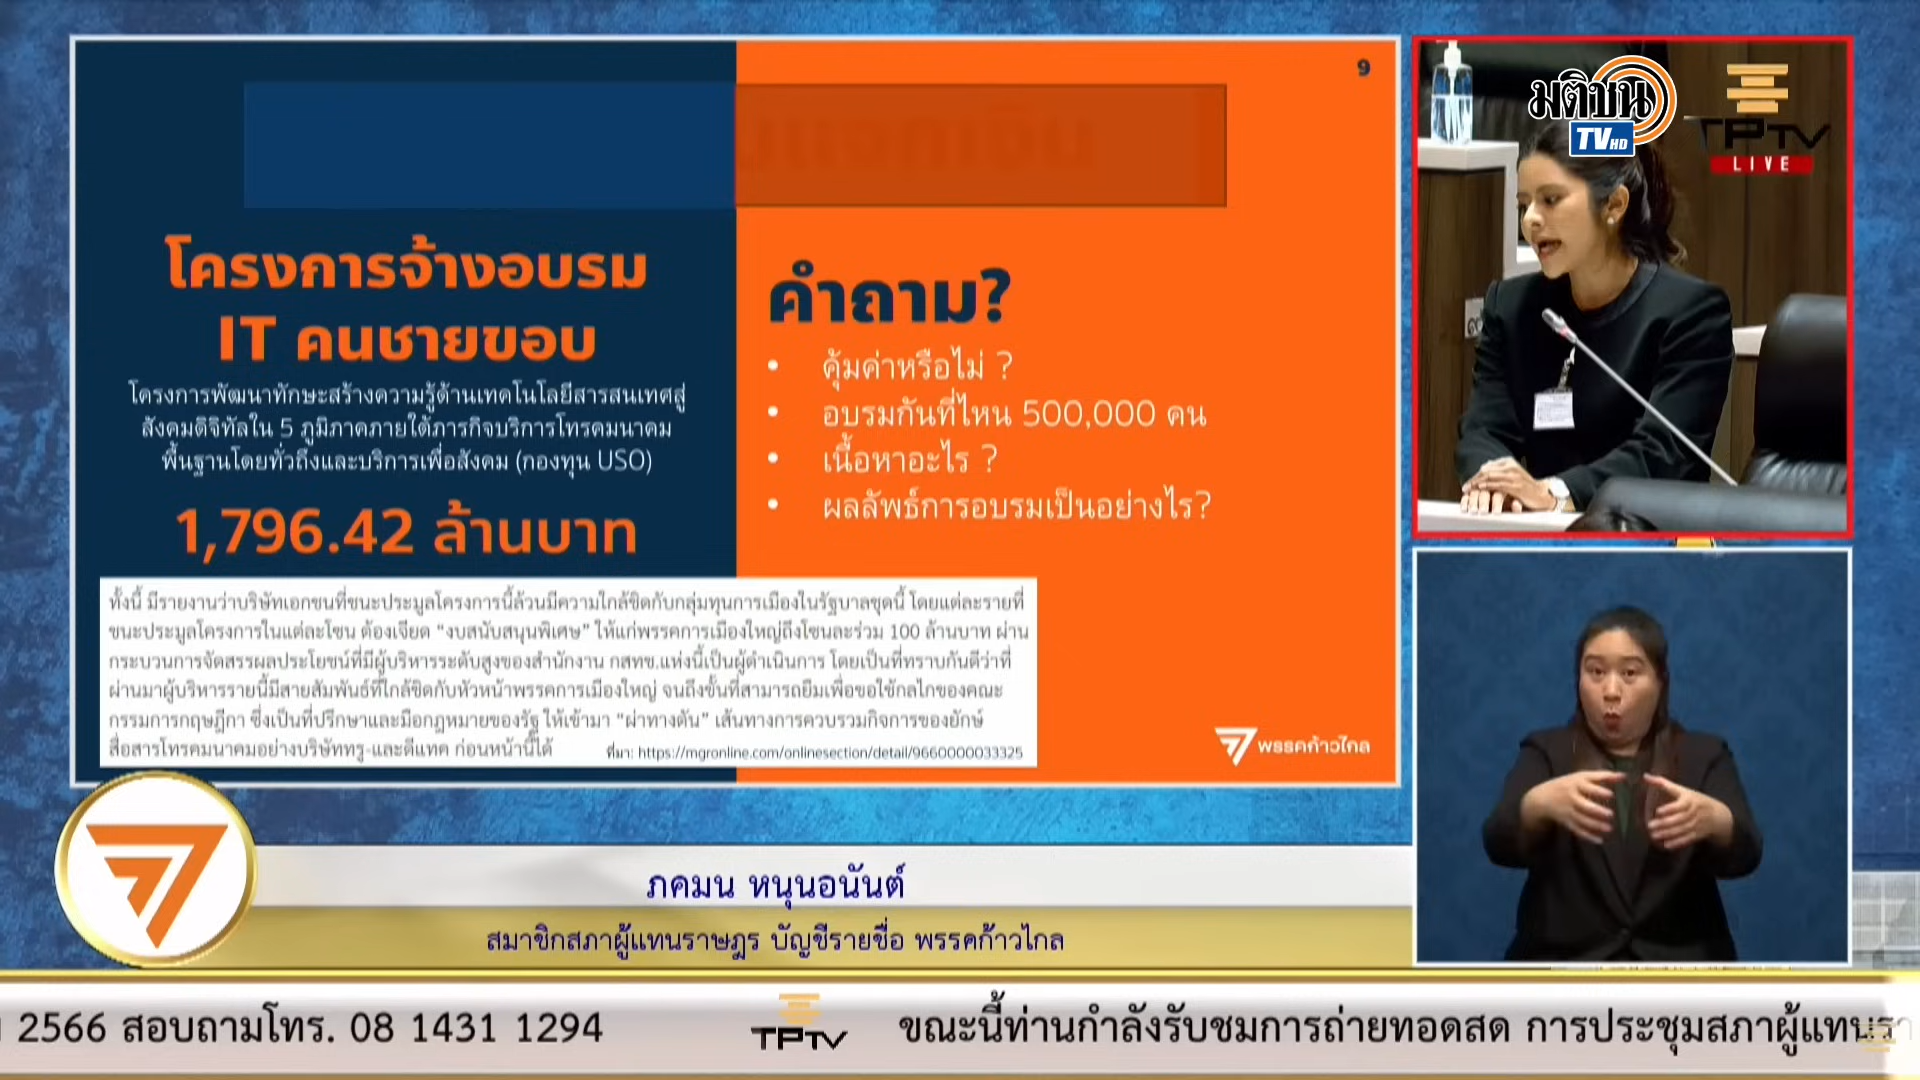 9
มติชน
TV HD
TPTV
LIVE
โครงการจ้างอบรม
IT คนชายขอบ
โครงการพัฒนาทักษะสร้างความรู้ด้านเทคโนโลยีสารสนเทศสู่
สังคมดิจิทัลใน 5 ภูมิภาคภายใต้ภารกิจบริการโทรคมนาคม
พื้นฐานโดยทั่วถึงและบริการเพื่อสังคม (กองทุน USO)
1,796.42 ล้านบาท
คำถาม?
• คุ้มค่าหรือไม่ ?
• อบรมกันที่ไหน 500,000 คน
• เนื้อหาอะไร ?
• ผลลัพธ์การอบรมเป็นอย่างไร?
ทั้งนี้ มีรายงานว่าบริษัทเอกชนที่ชนะประมูลโครงการนี้ล้วนมีความใกล้ชิดกับกลุ่มทุนการเมืองในรัฐบาลชุดนี้ โดยแต่ละรายที่
ชนะประมูลโครงการในแต่ละโซน ต้องเจียด “งบสนับสนุนพิเศษ” ให้แก่พรรคการเมืองใหญ่ถึงโซนละร่วม 100 ล้านบาท ผ่าน
กระบวนการจัดสรรผลประโยชน์ที่มีผู้บริหารระดับสูงของสำนักงาน กสทช.แห่งนี้เป็นผู้ดำเนินการ โดยเป็นที่ทราบกันดีว่าที่
ผ่านมาผู้บริหารรายนี้มีสายสัมพันธ์ที่ใกล้ชิดกับหัวหน้าพรรคการเมืองใหญ่ จนถึงขั้นที่สามารถยืมเพื่อขอใช้กลไกของคณะ
กรรมการกฤษฎีกา ซึ่งเป็นที่ปรึกษาและมือกฎหมายของรัฐ ให้เข้ามา “ผ่าทางตัน” เส้นทางการควบรวมกิจการของยักษ์
สื่อสารโทรคมนาคมอย่างบริษัททรู-และดีแทค ก่อนหน้านี้ได้
ที่มา: https://mgronline.com/onlinesection/detail/9660000033325
พรรคก้าวไกล
ภคมน หนุนอนันต์
สมาชิกสภาผู้แทนราษฎร บัญชีรายชื่อ พรรคก้าวไกล
2566 สอบถามโทร. 08 1431 1294
TPTV
ขณะนี้ท่านกำลังรับชมการถ่ายทอดสด การประชุมสภาผู้แทนรา